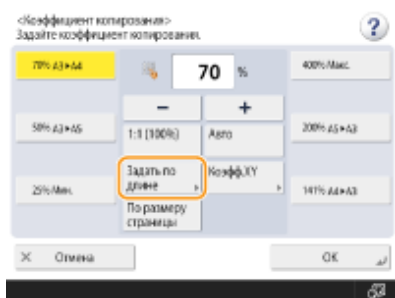 <Коэффициент копирования>
Задайте коэффициент копирования.
?
70% A3►A4
70 %
400% Макс.
− +
50% A3►A5
1:1 (100%)
Авто
200% A5►A3
Задать по
длине
Коэфф.XY
25% Мин.
141% A4►A3
По размеру
страницы
× Отмена
OK